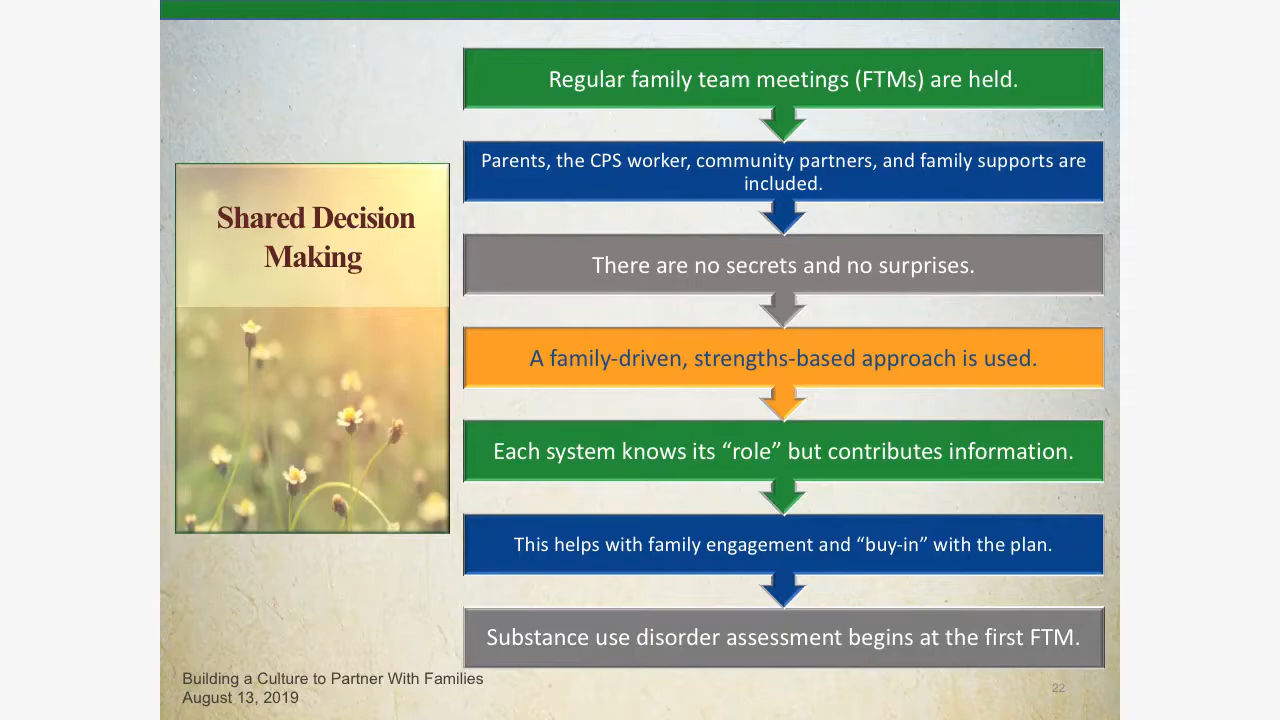 Shared Decision
Making
Regular family team meetings (FTMs) are held.
Parents, the CPS worker, community partners, and family supports are
included.
There are no secrets and no surprises.
A family-driven, strengths-based approach is used.
Each system knows its “role” but contributes information.
This helps with family engagement and “buy-in” with the plan.
Substance use disorder assessment begins at the first FTM.
Building a Culture to Partner With Families
August 13, 2019
22